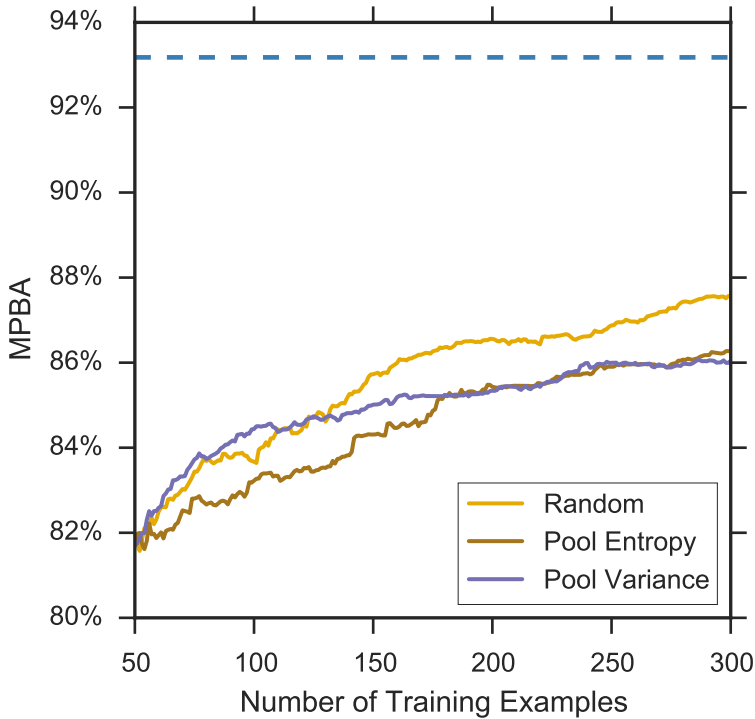 94%
92%
90%
88%
86%
84%
82%
80%
MPBA
Random
Pool Entropy
Pool Variance
50 100 150 200 250 300
Number of Training Examples